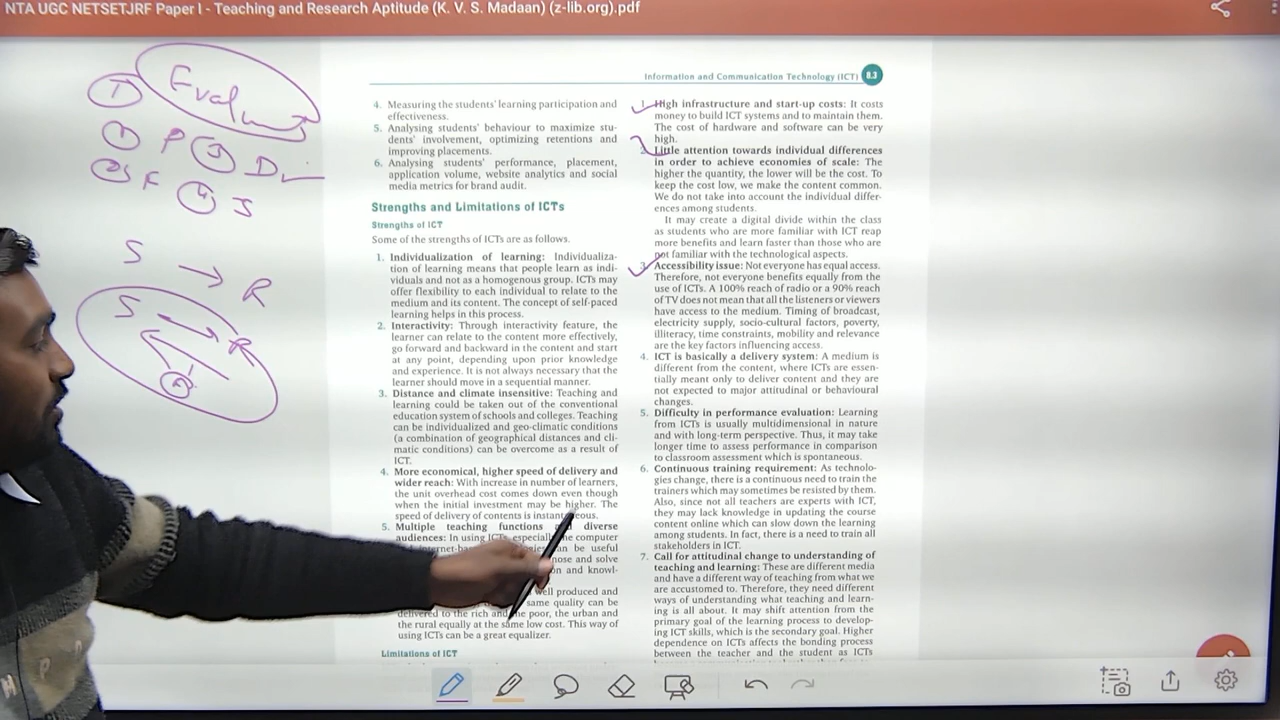 NTA UGC NETSETJRF Paper I - Teaching and Research Aptitude (K. V. S. Madaan) (z-lib.org).pdf
1
1 P 3 D
2 F 4 S
S → R
S
R
Information and Communication Technology (ICT) 8.3
4. Measuring the students' learning participation and
effectiveness.
5. Analysing students' behaviour to maximize stu-
dents' involvement, optimizing retentions and
improving placements.
6. Analysing students' performance, placement,
application volume, website analytics and social
media metrics for brand audit.
Strengths and Limitations of ICTs
Strengths of ICT
Some of the strengths of ICTs are as follows.
1. Individualization of learning: Individualiza-
tion of learning means that people learn as indi-
viduals and not as a homogenous group. ICTs may
offer flexibility to each individual to relate to the
medium and its content. The concept of self-paced
learning helps in this process.
2. Interactivity: Through interactivity feature, the
learner can relate to the content more effectively,
go forward and backward in the content and start
at any point, depending upon prior knowledge
and experience. It is not always necessary that the
learner should move in a sequential manner.
3. Distance and climate insensitive: Teaching and
learning could be taken out of the conventional
education system of schools and colleges. Teaching
can be individualized and geo-climatic conditions
(a combination of geographical distances and cli-
matic conditions) can be overcome as a result of
ICT.
4. More economical, higher speed of delivery and
wider reach: With increase in number of learners,
the unit overhead cost comes down even though
when the initial investment may be higher. The
speed of delivery of contents is instantaneous.
5. Multiple teaching functions diverse
audiences: In using ICTs, especially computer
can be useful
and solve
on and knowl-
well produced and
same quality can be
delivered to the rich and the poor, the urban and
the rural equally at the same low cost. This way of
using ICTs can be a great equalizer.
Limitations of ICT
1. High infrastructure and start-up costs: It costs
money to build ICT systems and to maintain them.
The cost of hardware and software can be very
high.
2. Little attention towards individual differences
in order to achieve economies of scale: The
higher the quantity, the lower will be the cost. To
keep the cost low, we make the content common.
We do not take into account the individual differ-
ences among students.
It may create a digital divide within the class
as students who are more familiar with ICT reap
more benefits and learn faster than those who are
not familiar with the technological aspects.
3. Accessibility issue: Not everyone has equal access.
Therefore, not everyone benefits equally from the
use of ICTs. A 100% reach of radio or a 90% reach
of TV does not mean that all the listeners or viewers
have access to the medium. Timing of broadcast,
electricity supply, socio-cultural factors, poverty,
illiteracy, time constraints, mobility and relevance
are the key factors influencing access.
4. ICT is basically a delivery system: A medium is
different from the content, where ICTs are essen-
tially meant only to deliver content and they are
not expected to major attitudinal or behavioural
changes.
5. Difficulty in performance evaluation: Learning
from ICTs is usually multidimensional in nature
and with long-term perspective. Thus, it may take
longer time to assess performance in comparison
to classroom assessment which is spontaneous.
6. Continuous training requirement: As technolo-
gies change, there is a continuous need to train the
trainers which may sometimes be resisted by them.
Also, since not all teachers are experts with ICT,
they may lack knowledge in updating the course
content online which can slow down the learning
among students. In fact, there is a need to train all
stakeholders in ICT.
7. Call for attitudinal change to understanding of
teaching and learning: These are different media
and have a different way of teaching from what we
are accustomed to. Therefore, they need different
ways of understanding what teaching and learn-
ing is all about. It may shift attention from the
primary goal of the learning process to develop-
ing ICT skills, which is the secondary goal. Higher
dependence on ICTs affects the bonding process
between the teacher and the student as ICTs